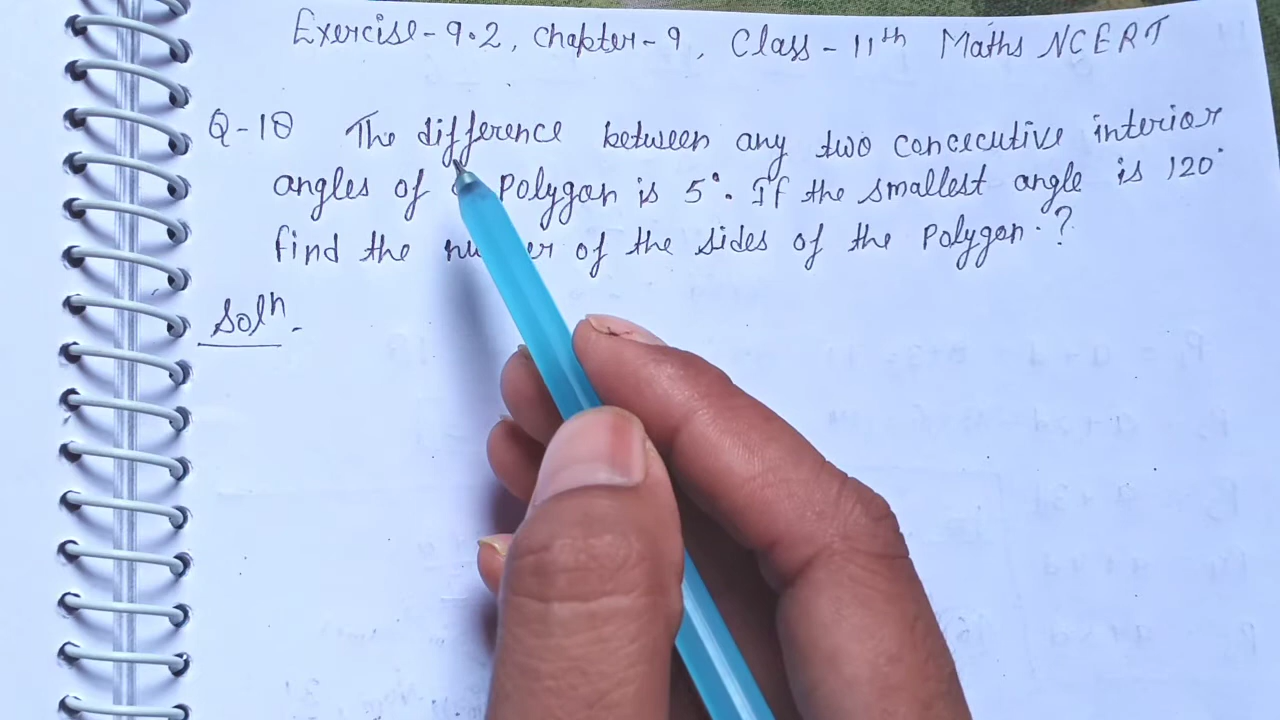 Exercise-9.2, Chapter-9, Class-11th Maths NCERT
Q-18 The difference between any two concecutive interior
angles of Polygon is 5°. If the smallest angle is 120°
find the of the sides of the Polygon.?
Solⁿ.